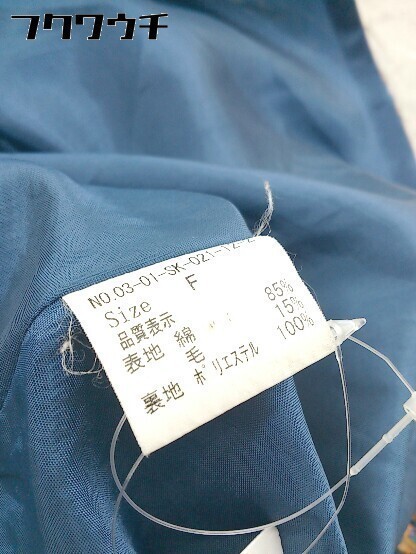 フクワウチ
NO.03-01-SK-021-12-2
Size F
品質表示
表地 綿 85%
毛 15%
裏地 ポリエステル 100%